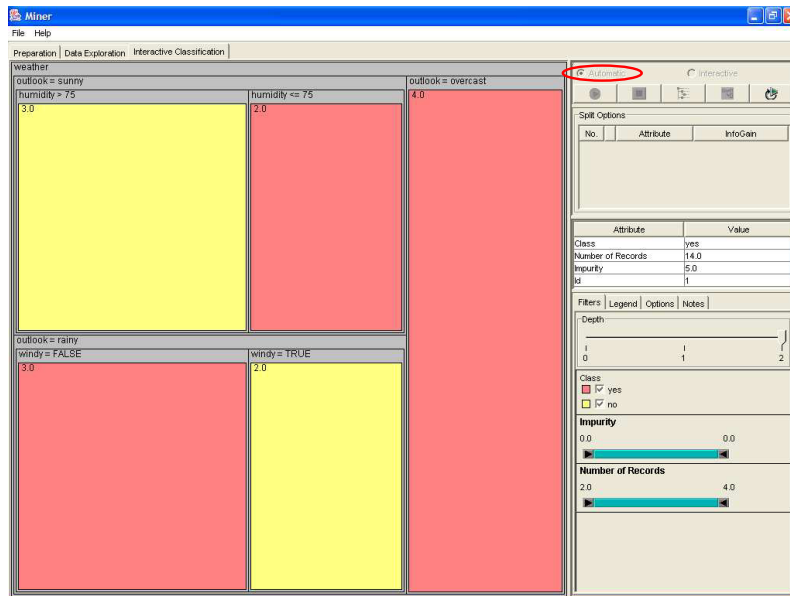 Miner
File Help
Preparation Data Exploration Interactive Classification
weather
outlook = sunny
humidity > 75
3.0
humidity <= 75
2.0
outlook = overcast
4.0
outlook = rainy
windy = FALSE
3.0
windy = TRUE
2.0
Automatic Interactive
Split Options
No. Attribute InfoGain
Attribute Value
Class yes
Number of Records 14.0
Impurity 5.0
Id 1
Filters Legend Options Notes
Depth
0 1 2
Class
yes
no
Impurity
0.0 0.0
Number of Records
2.0 4.0